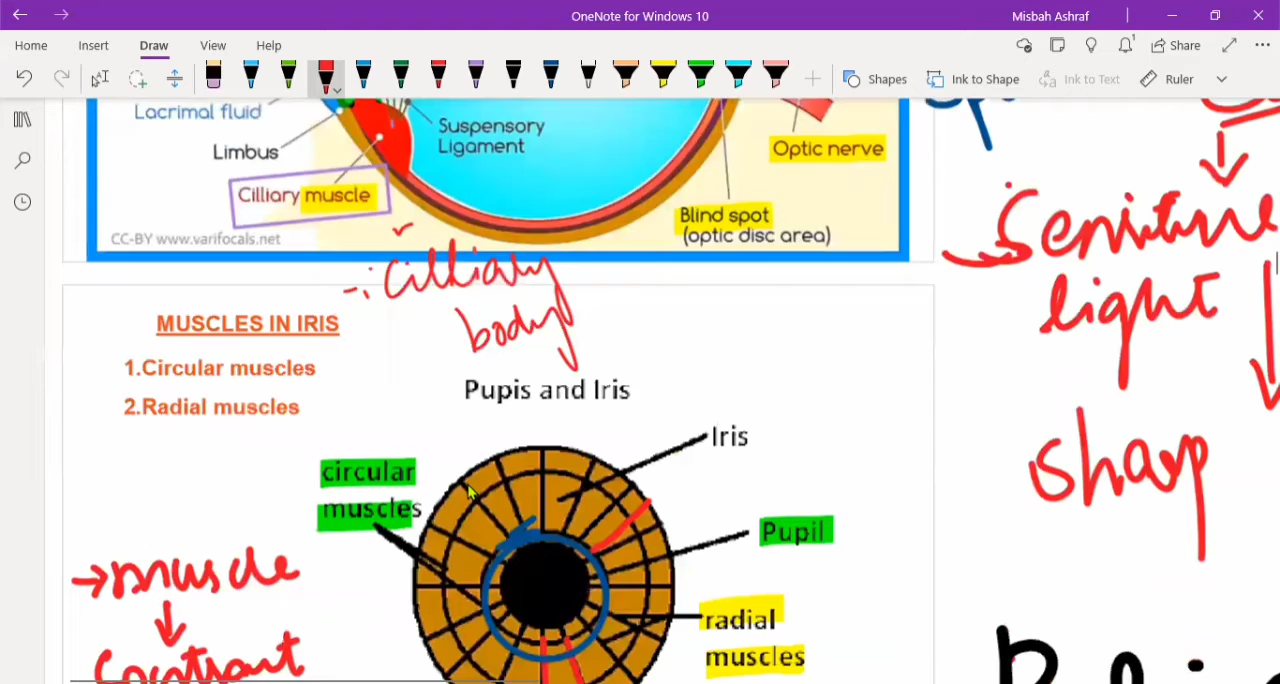 OneNote for Windows 10
Misbah Ashraf
Home Insert Draw View Help
Share
Shapes
Ink to Shape
Ink to Text
Ruler
Lacrimal fluid
Suspensory
Ligament
Limbus
Optic nerve
Cilliary muscle
Blind spot
(optic disc area)
CC-BY www.varifocals.net
Cilliary
body
light
sharp
MUSCLES IN IRIS
1.Circular muscles
2.Radial muscles
Pupis and Iris
Iris
circular
muscles
Pupil
radial
muscles
muscle